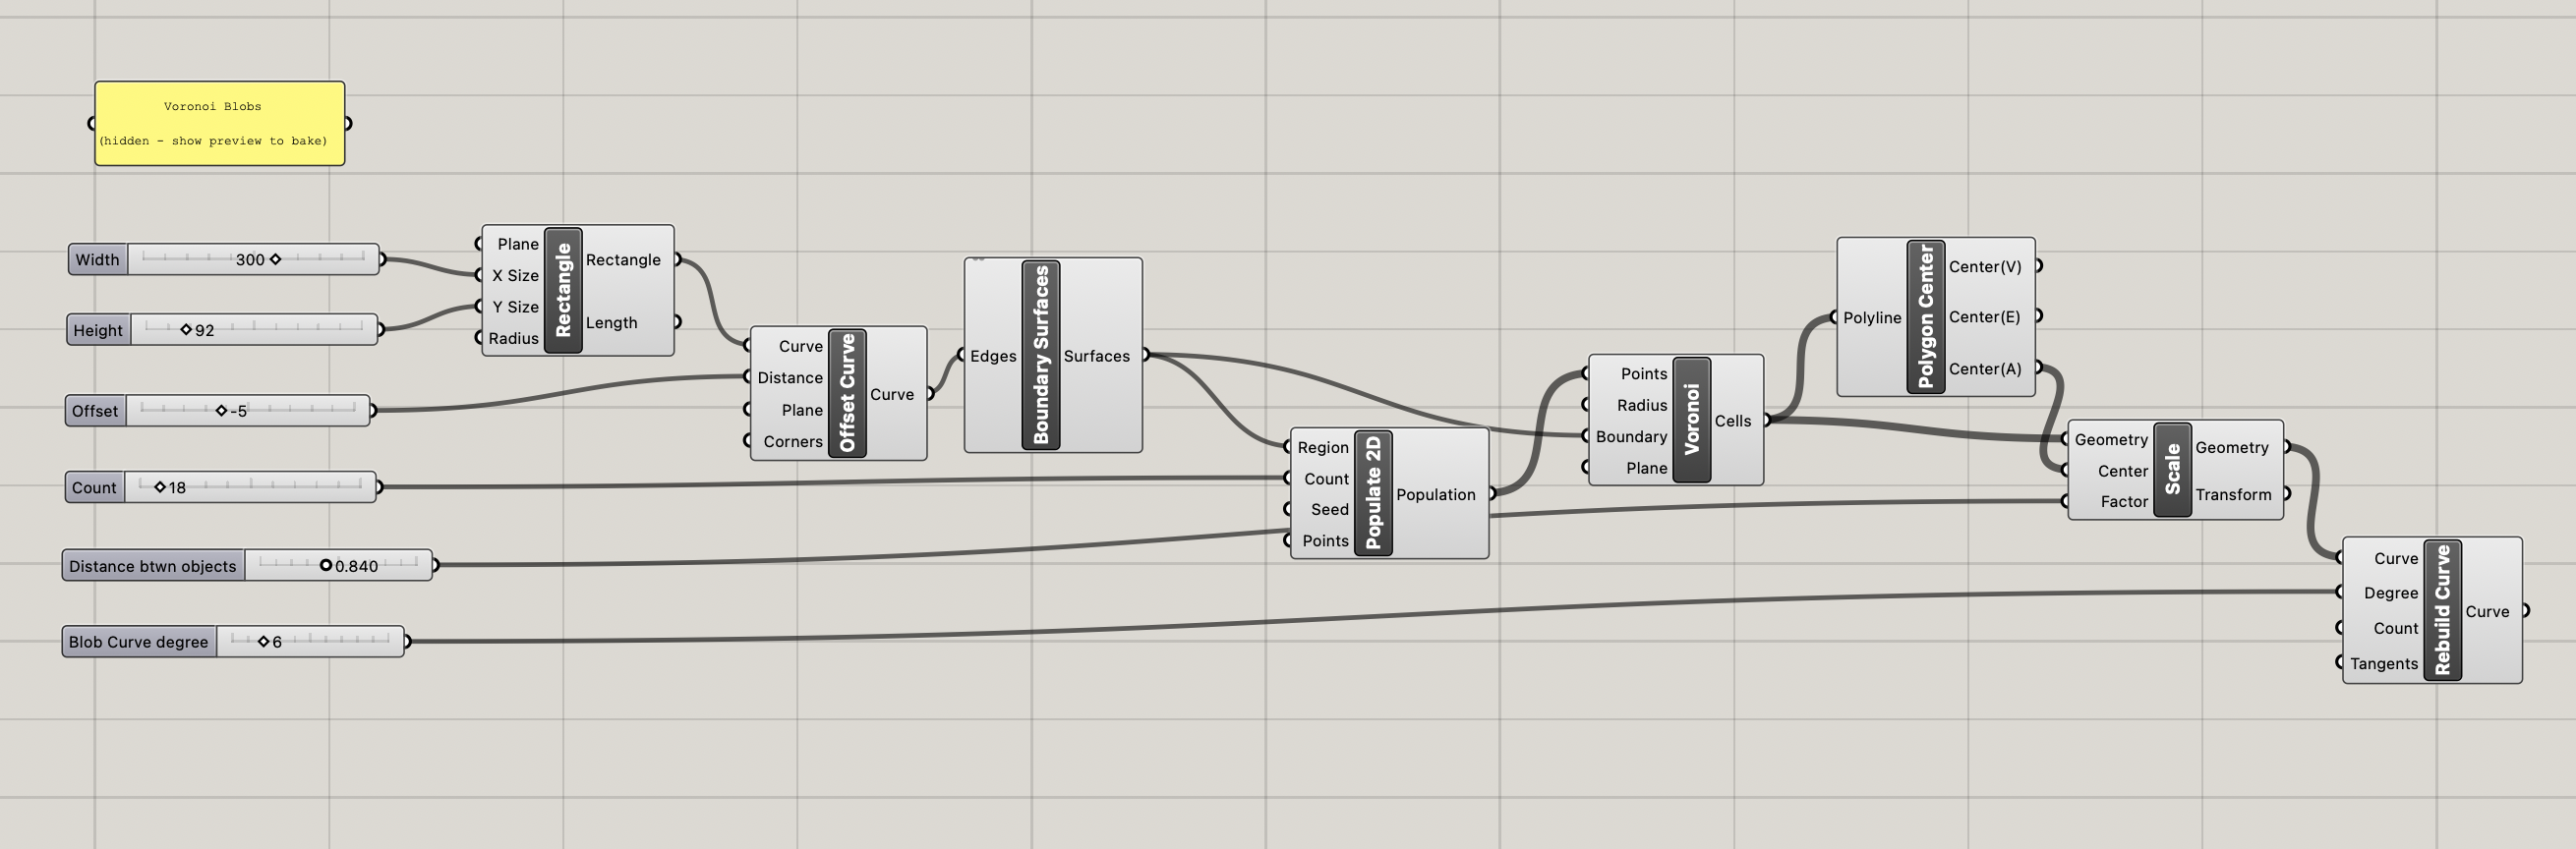 Voronoi Blobs
(hidden - show preview to bake)
Width
300
Height
92
Offset
-5
Count
18
Distance btwn objects
0.840
Blob Curve degree
6
Plane
X Size
Y Size
Radius
Rectangle
Rectangle
Length
Curve
Distance
Plane
Corners
Offset Curve
Curve
Edges
Boundary Surfaces
Surfaces
Region
Count
Seed
Points
Populate 2D
Population
Points
Radius
Boundary
Plane
Voronoi
Cells
Polyline
Polygon Center
Center(V)
Center(E)
Center(A)
Geometry
Center
Factor
Scale
Geometry
Transform
Curve
Degree
Count
Tangents
Rebuild Curve
Curve